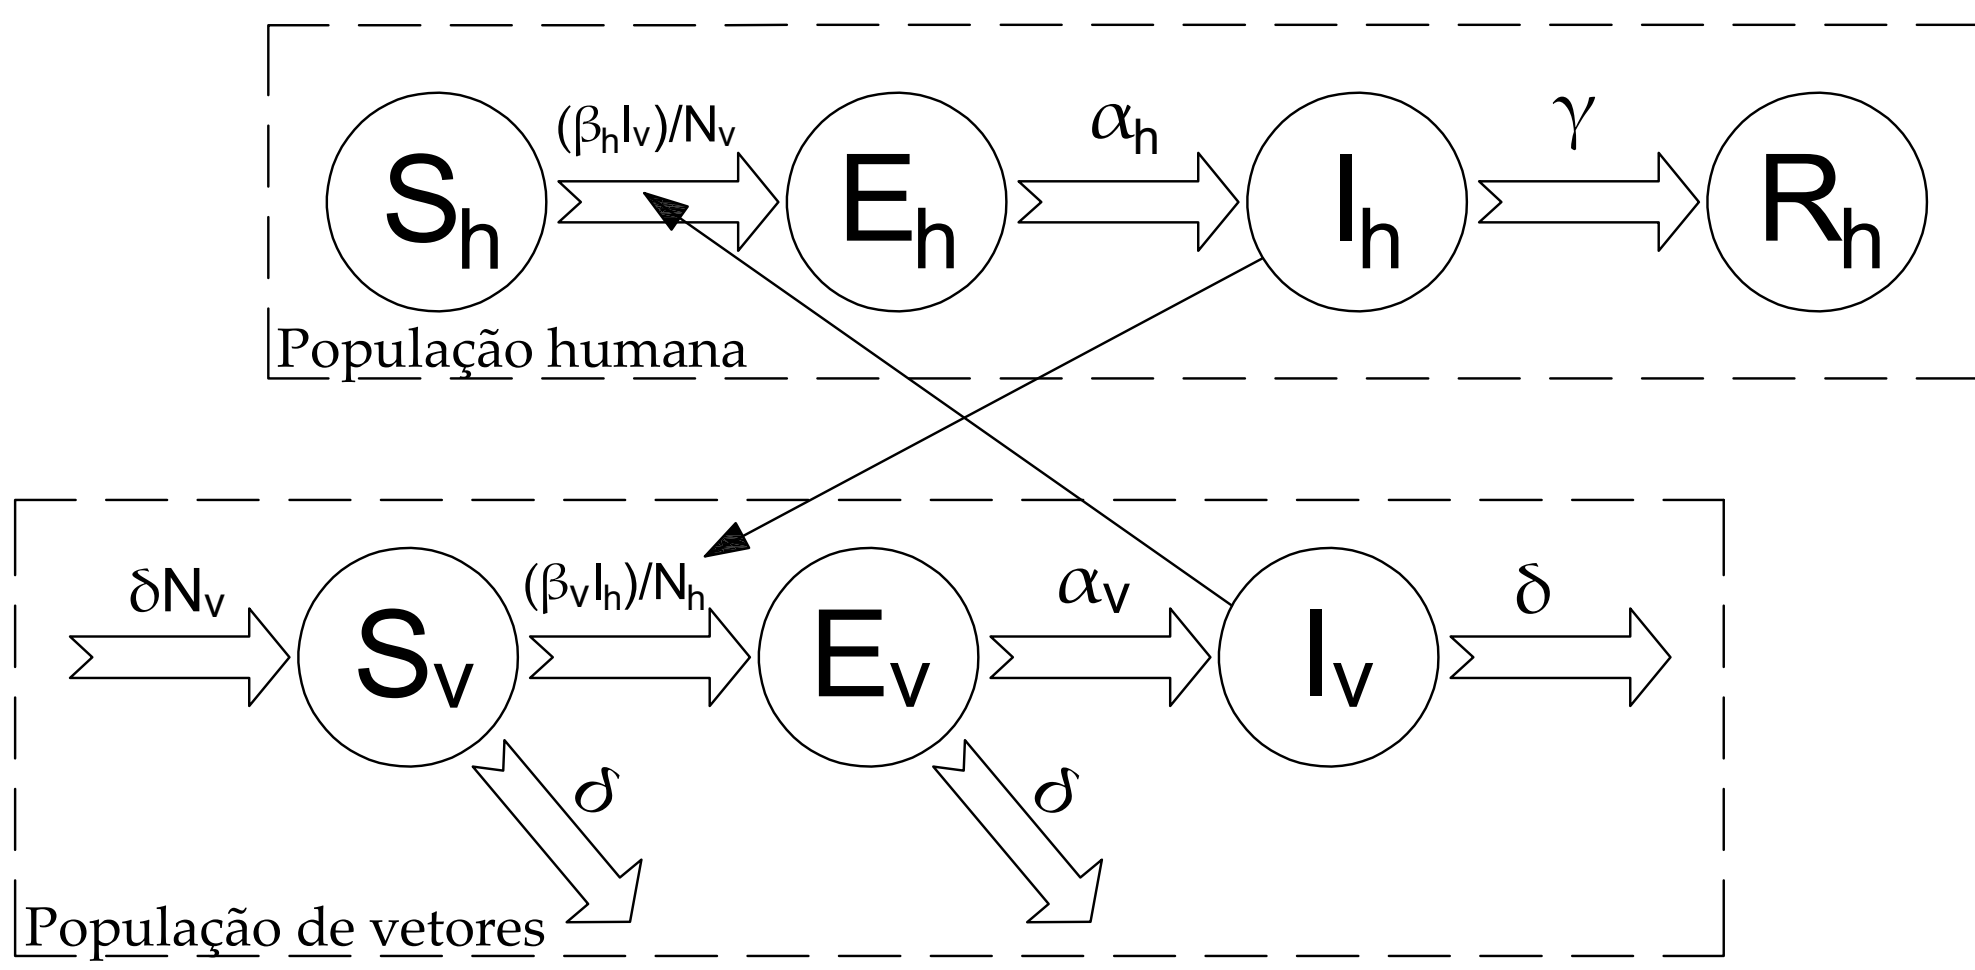 (βhIv)/Nv
αh
γ
Sh
Eh
Ih
Rh
População humana
δNv
(βvIh)/Nh
αv
δ
Sv
Ev
Iv
δ
δ
População de vetores